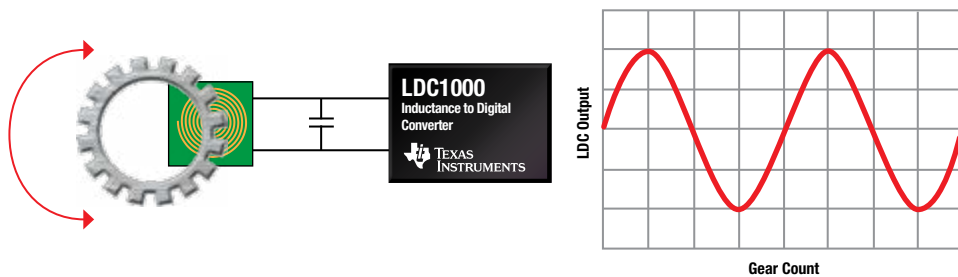 LDC1000
Inductance to Digital
Converter
TEXAS
INSTRUMENTS
LDC Output
Gear Count